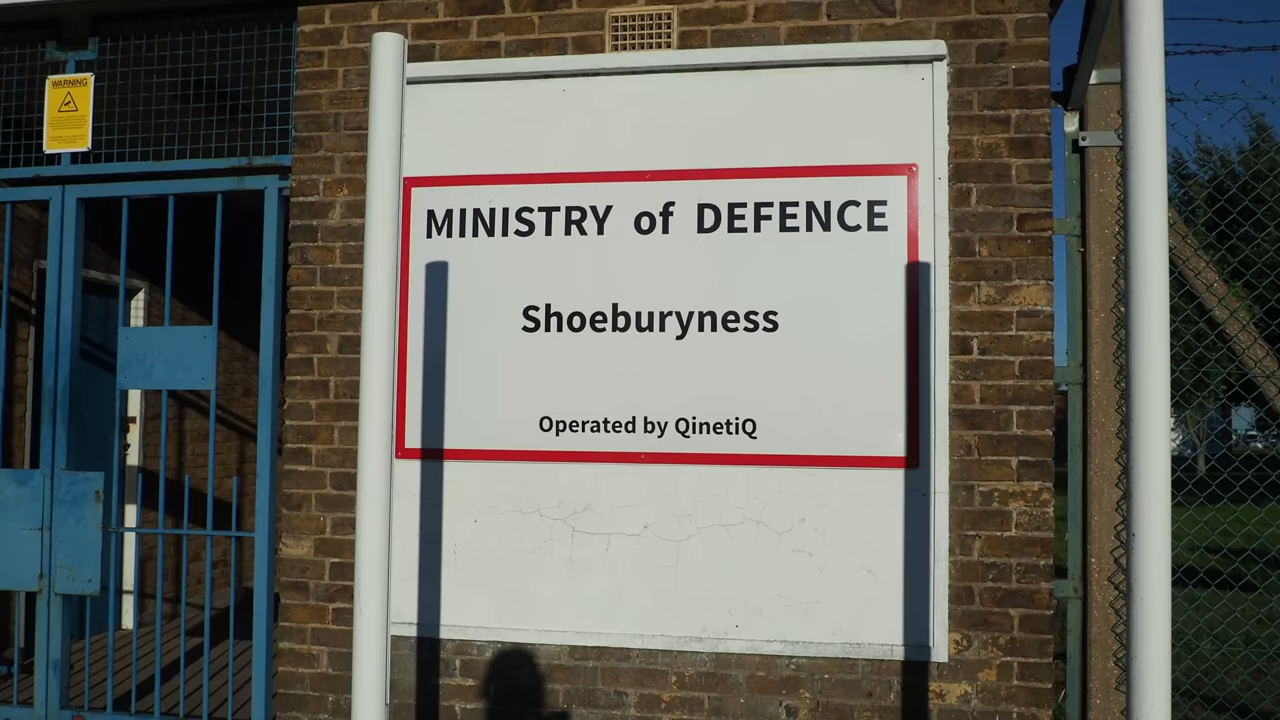 WARNING
MINISTRY of DEFENCE
Shoeburyness
Operated by QinetiQ